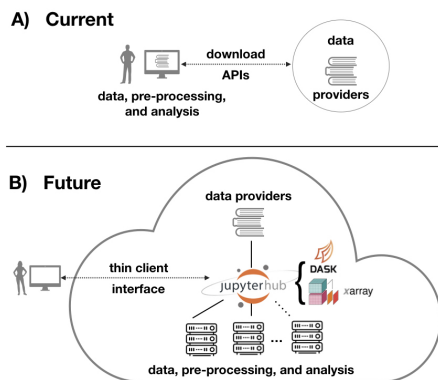 A) Current
data
download
APIs
providers
data, pre-processing,
and analysis
B) Future
data providers
thin client
interface
jupyterhub
DASK
xarray
...
data, pre-processing, and analysis